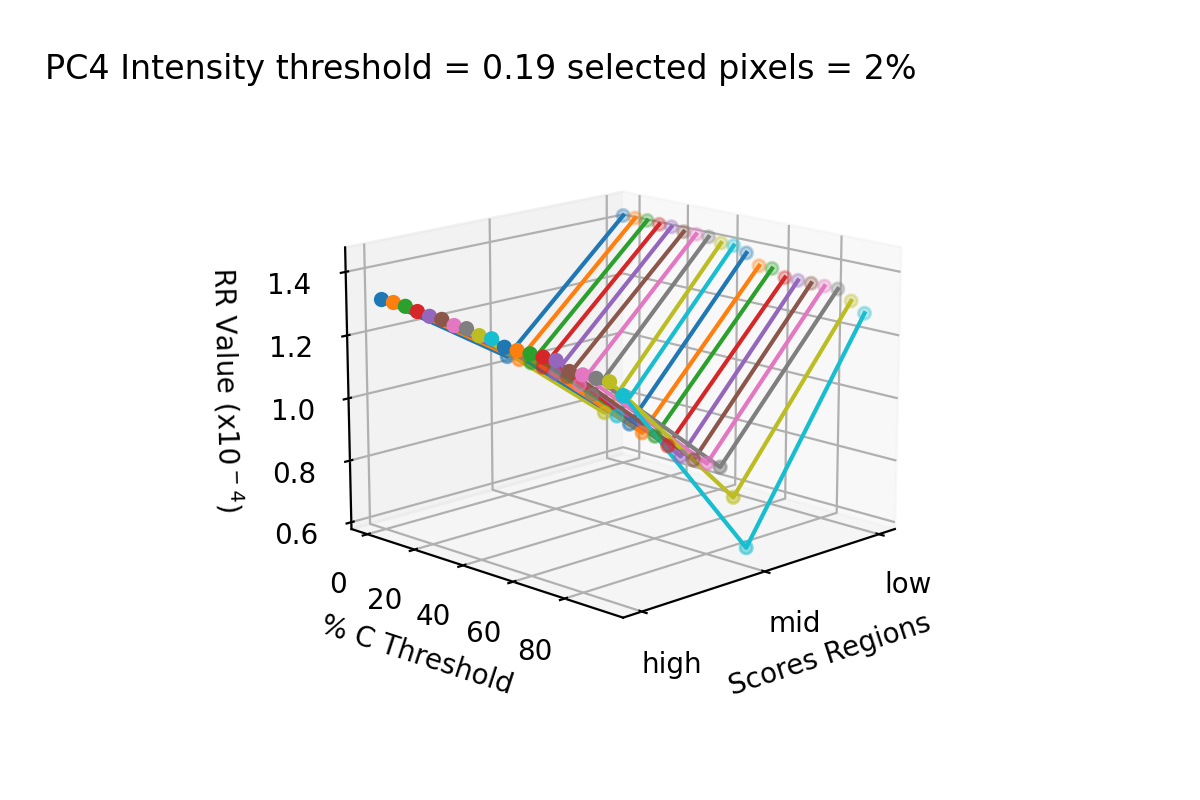 PC4 Intensity threshold = 0.19 selected pixels = 2%
RR Value (x10⁻⁴)
1.4
1.2
1.0
0.8
0.6
0
20
40
60
80
% C Threshold
high
mid
low
Scores Regions